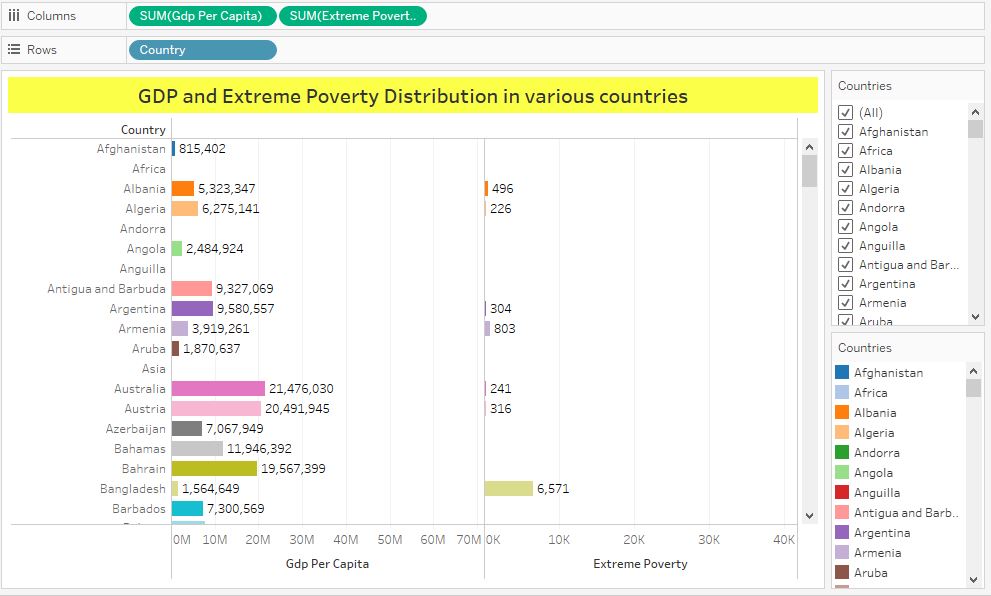 Columns SUM(Gdp Per Capita) SUM(Extreme Povert..
Rows Country
GDP and Extreme Poverty Distribution in various countries
Country
Afghanistan 815,402
Africa
Albania 5,323,347 496
Algeria 6,275,141 226
Andorra
Angola 2,484,924
Anguilla
Antigua and Barbuda 9,327,069
Argentina 9,580,557 304
Armenia 3,919,261 803
Aruba 1,870,637
Asia
Australia 21,476,030 241
Austria 20,491,945 316
Azerbaijan 7,067,949
Bahamas 11,946,392
Bahrain 19,567,399
Bangladesh 1,564,649 6,571
Barbados 7,300,569
0M 10M 20M 30M 40M 50M 60M 70M 0K 10K 20K 30K 40K
Gdp Per Capita Extreme Poverty
Countries
(All)
Afghanistan
Africa
Albania
Algeria
Andorra
Angola
Anguilla
Antigua and Bar...
Argentina
Armenia
Aruba
Countries
Afghanistan
Africa
Albania
Algeria
Andorra
Angola
Anguilla
Antigua and Barb..
Argentina
Armenia
Aruba